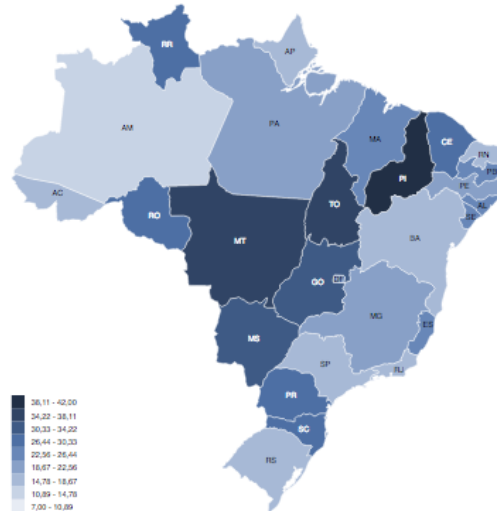 RR
AP
AM
PA
MA
CE
RN
PB
PI
PE
AL
SE
AC
RO
TO
MT
BA
GO
DF
MG
ES
MS
SP
RJ
PR
SC
RS
38,11 - 42,00
34,22 - 38,11
30,33 - 34,22
26,44 - 30,33
22,56 - 26,44
18,67 - 22,56
14,78 - 18,67
10,89 - 14,78
7,00 - 10,89